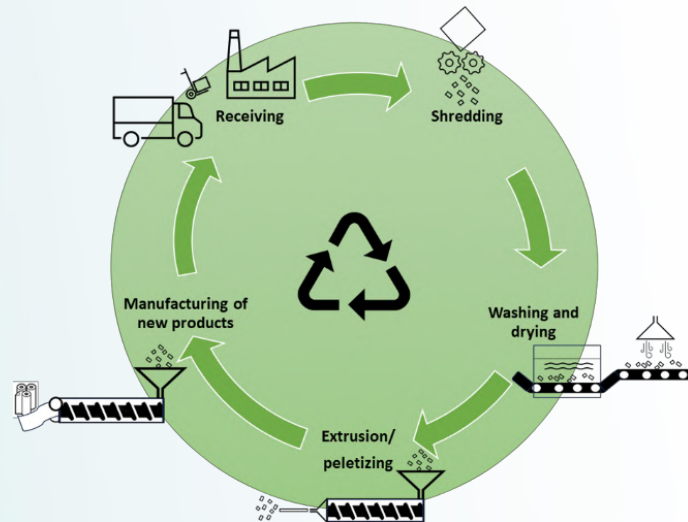 Receiving
Shredding
Washing and
drying
Extrusion/
peletizing
Manufacturing of
new products